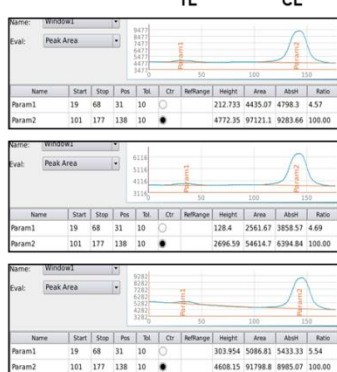 TL CL
Name: Window1
Eval: Peak Area
9477
8477
7477
6477
5477
4477
3477
Param1
Param2
0 50 100 150
Name Start Stop Pos Tol. Ctr RefRange Height Area AbsH Ratio
Param1 19 68 31 10 212.733 4435.07 4798.3 4.57
Param2 101 177 138 10 4772.35 97121.1 9283.66 100.00
Name: Window1
Eval: Peak Area
6116
5116
4116
3116
Param1
Param2
0 50 100 150
Name Start Stop Pos Tol. Ctr RefRange Height Area AbsH Ratio
Param1 19 68 31 10 128.4 2561.67 3858.57 4.69
Param2 101 177 138 10 2696.59 54614.7 6394.84 100.00
Name: Window1
Eval: Peak Area
9282
8282
7282
6282
5282
4282
3282
Param1
Param2
0 50 100 150
Name Start Stop Pos Tol. Ctr RefRange Height Area AbsH Ratio
Param1 19 68 31 10 303.954 5086.81 5433.33 5.54
Param2 101 177 138 10 4608.15 91798.8 8985.07 100.00